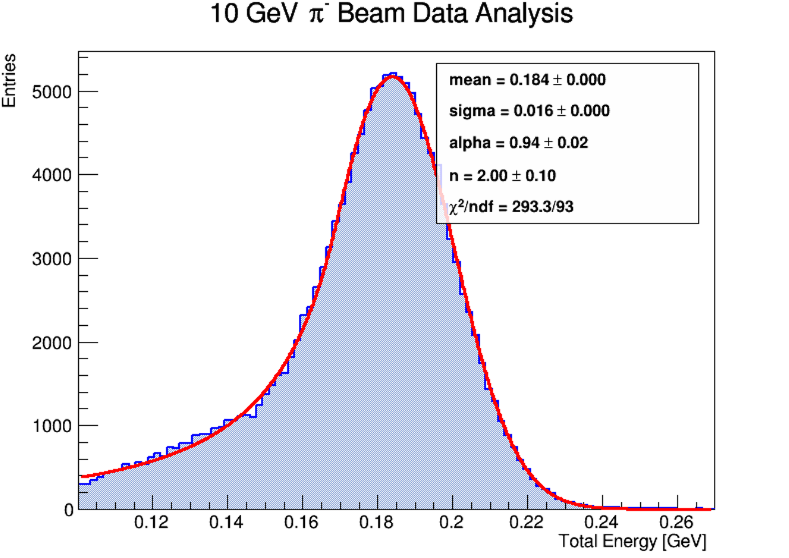 10 GeV π⁻ Beam Data Analysis
Entries
mean = 0.184 ± 0.000
sigma = 0.016 ± 0.000
alpha = 0.94 ± 0.02
n = 2.00 ± 0.10
χ²/ndf = 293.3/93
5000
4000
3000
2000
1000
0
0.12 0.14 0.16 0.18 0.2 0.22 0.24 0.26
Total Energy [GeV]